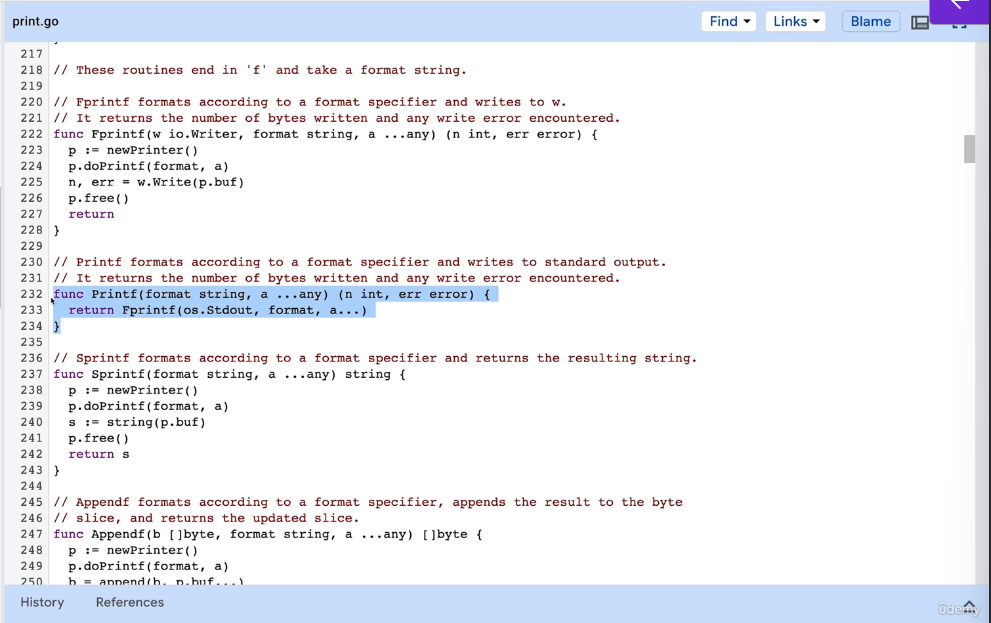 print.go
Find
Links
Blame
217
218 // These routines end in 'f' and take a format string.
219
220 // Fprintf formats according to a format specifier and writes to w.
221 // It returns the number of bytes written and any write error encountered.
222 func Fprintf(w io.Writer, format string, a ...any) (n int, err error) {
223   p := newPrinter()
224   p.doPrintf(format, a)
225   n, err = w.Write(p.buf)
226   p.free()
227   return
228 }
229
230 // Printf formats according to a format specifier and writes to standard output.
231 // It returns the number of bytes written and any write error encountered.
232 func Printf(format string, a ...any) (n int, err error) {
233   return Fprintf(os.Stdout, format, a...)
234 }
235
236 // Sprintf formats according to a format specifier and returns the resulting string.
237 func Sprintf(format string, a ...any) string {
238   p := newPrinter()
239   p.doPrintf(format, a)
240   s := string(p.buf)
241   p.free()
242   return s
243 }
244
245 // Appendf formats according to a format specifier, appends the result to the byte
246 // slice, and returns the updated slice.
247 func Appendf(b []byte, format string, a ...any) []byte {
248   p := newPrinter()
249   p.doPrintf(format, a)
250   b = append(b, p.buf...)
History
References
ûdemy